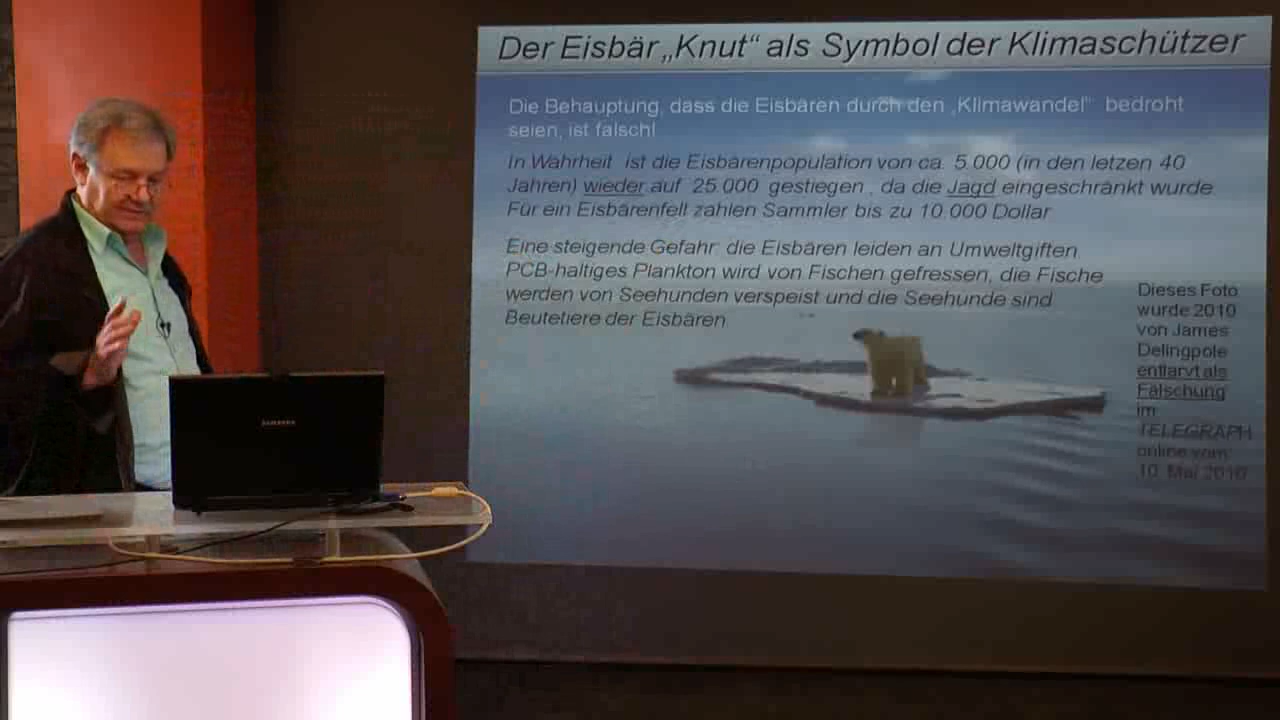 Der Eisbär „Knut“ als Symbol der Klimaschützer
Die Behauptung, dass die Eisbären durch den „Klimawandel“ bedroht
seien, ist falsch!
In Wahrheit ist die Eisbärenpopulation von ca. 5.000 (in den letzen 40
Jahren) wieder auf 25.000 gestiegen , da die Jagd eingeschränkt wurde.
Für ein Eisbärenfell zahlen Sammler bis zu 10.000 Dollar
Eine steigende Gefahr: die Eisbären leiden an Umweltgiften.
PCB-haltiges Plankton wird von Fischen gefressen, die Fische
werden von Seehunden verspeist und die Seehunde sind
Beutetiere der Eisbären.
Dieses Foto
wurde 2010
von James
Delingpole
entlarvt als
Fälschung
im
TELEGRAPH
online vom
10. Mai 2010
SAMSUNG